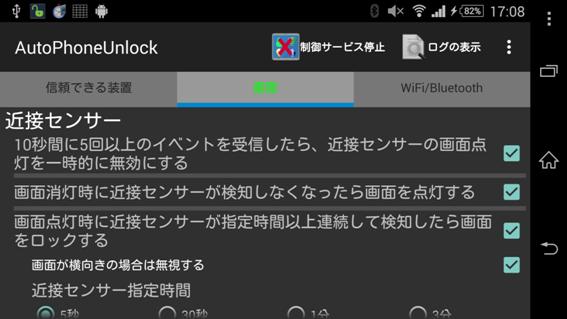 82% 17:08
AutoPhoneUnlock
制御サービス停止
ログの表示
信頼できる装置
WiFi/Bluetooth
近接センサー
10秒間に5回以上のイベントを受信したら、近接センサーの画面点
灯を一時的に無効にする
画面消灯時に近接センサーが検知しなくなったら画面を点灯する
画面点灯時に近接センサーが指定時間以上連続して検知したら画面
をロックする
画面が横向きの場合は無視する
近接センサー指定時間
5秒 30秒 1分 3分